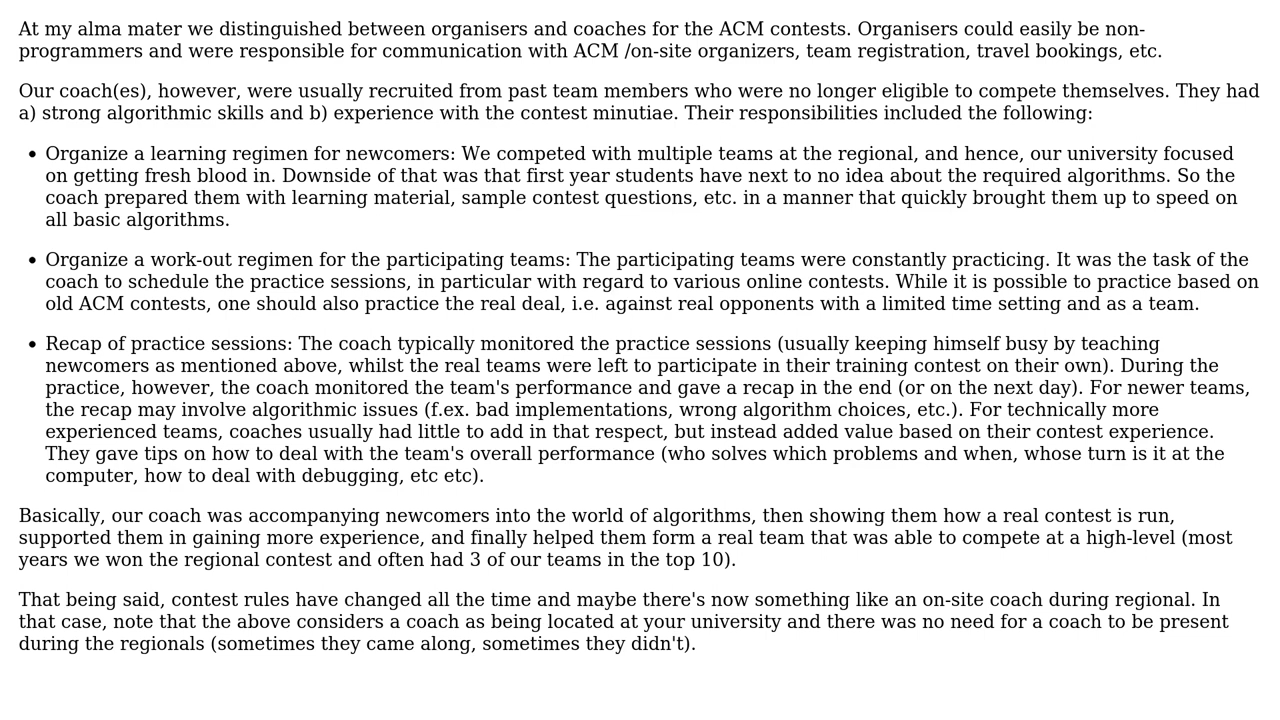 At my alma mater we distinguished between organisers and coaches for the ACM contests. Organisers could easily be non-
programmers and were responsible for communication with ACM /on-site organizers, team registration, travel bookings, etc.
Our coach(es), however, were usually recruited from past team members who were no longer eligible to compete themselves. They had
a) strong algorithmic skills and b) experience with the contest minutiae. Their responsibilities included the following:
• Organize a learning regimen for newcomers: We competed with multiple teams at the regional, and hence, our university focused
on getting fresh blood in. Downside of that was that first year students have next to no idea about the required algorithms. So the
coach prepared them with learning material, sample contest questions, etc. in a manner that quickly brought them up to speed on
all basic algorithms.
• Organize a work-out regimen for the participating teams: The participating teams were constantly practicing. It was the task of the
coach to schedule the practice sessions, in particular with regard to various online contests. While it is possible to practice based on
old ACM contests, one should also practice the real deal, i.e. against real opponents with a limited time setting and as a team.
• Recap of practice sessions: The coach typically monitored the practice sessions (usually keeping himself busy by teaching
newcomers as mentioned above, whilst the real teams were left to participate in their training contest on their own). During the
practice, however, the coach monitored the team's performance and gave a recap in the end (or on the next day). For newer teams,
the recap may involve algorithmic issues (f.ex. bad implementations, wrong algorithm choices, etc.). For technically more
experienced teams, coaches usually had little to add in that respect, but instead added value based on their contest experience.
They gave tips on how to deal with the team's overall performance (who solves which problems and when, whose turn is it at the
computer, how to deal with debugging, etc etc).
Basically, our coach was accompanying newcomers into the world of algorithms, then showing them how a real contest is run,
supported them in gaining more experience, and finally helped them form a real team that was able to compete at a high-level (most
years we won the regional contest and often had 3 of our teams in the top 10).
That being said, contest rules have changed all the time and maybe there's now something like an on-site coach during regional. In
that case, note that the above considers a coach as being located at your university and there was no need for a coach to be present
during the regionals (sometimes they came along, sometimes they didn't).